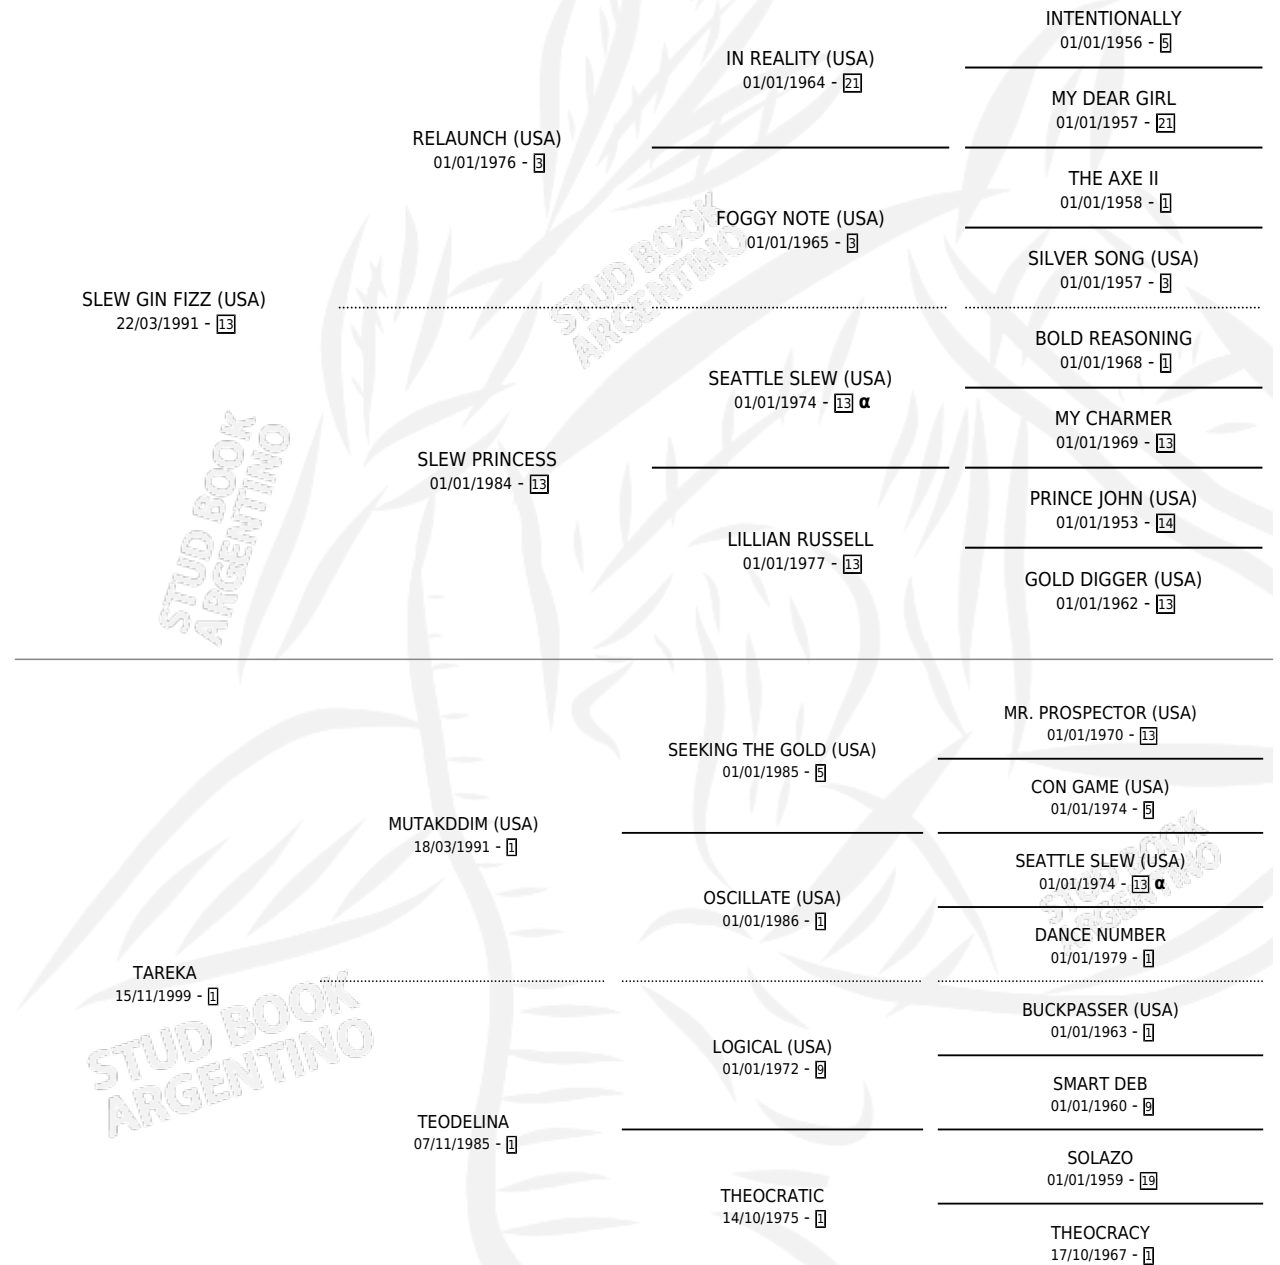 INTENTIONALLY
01/01/1956 - 5
IN REALITY (USA)
01/01/1964 - 21
MY DEAR GIRL
01/01/1957 - 21
RELAUNCH (USA)
01/01/1976 - 3
THE AXE II
01/01/1958 - 1
FOGGY NOTE (USA)
01/01/1965 - 3
SILVER SONG (USA)
01/01/1957 - 3
SLEW GIN FIZZ (USA)
22/03/1991 - 13
BOLD REASONING
01/01/1968 - 1
SEATTLE SLEW (USA)
01/01/1974 - 13 α
MY CHARMER
01/01/1969 - 13
SLEW PRINCESS
01/01/1984 - 13
PRINCE JOHN (USA)
01/01/1953 - 14
LILLIAN RUSSELL
01/01/1977 - 13
GOLD DIGGER (USA)
01/01/1962 - 13
MR. PROSPECTOR (USA)
01/01/1970 - 13
SEEKING THE GOLD (USA)
01/01/1985 - 5
CON GAME (USA)
01/01/1974 - 5
MUTAKDDIM (USA)
18/03/1991 - 1
SEATTLE SLEW (USA)
01/01/1974 - 13 α
OSCILLATE (USA)
01/01/1986 - 1
DANCE NUMBER
01/01/1979 - 1
TAREKA
15/11/1999 - 1
BUCKPASSER (USA)
01/01/1963 - 1
LOGICAL (USA)
01/01/1972 - 9
SMART DEB
01/01/1960 - 9
TEODELINA
07/11/1985 - 1
SOLAZO
01/01/1959 - 19
THEOCRATIC
14/10/1975 - 1
THEOCRACY
17/10/1967 - 1
STUD BOOK
ARGENTINO
STUD BOOK
ARGENTINO
STUD BOOK
ARGENTINO
STUD BOOK
ARGENTINO